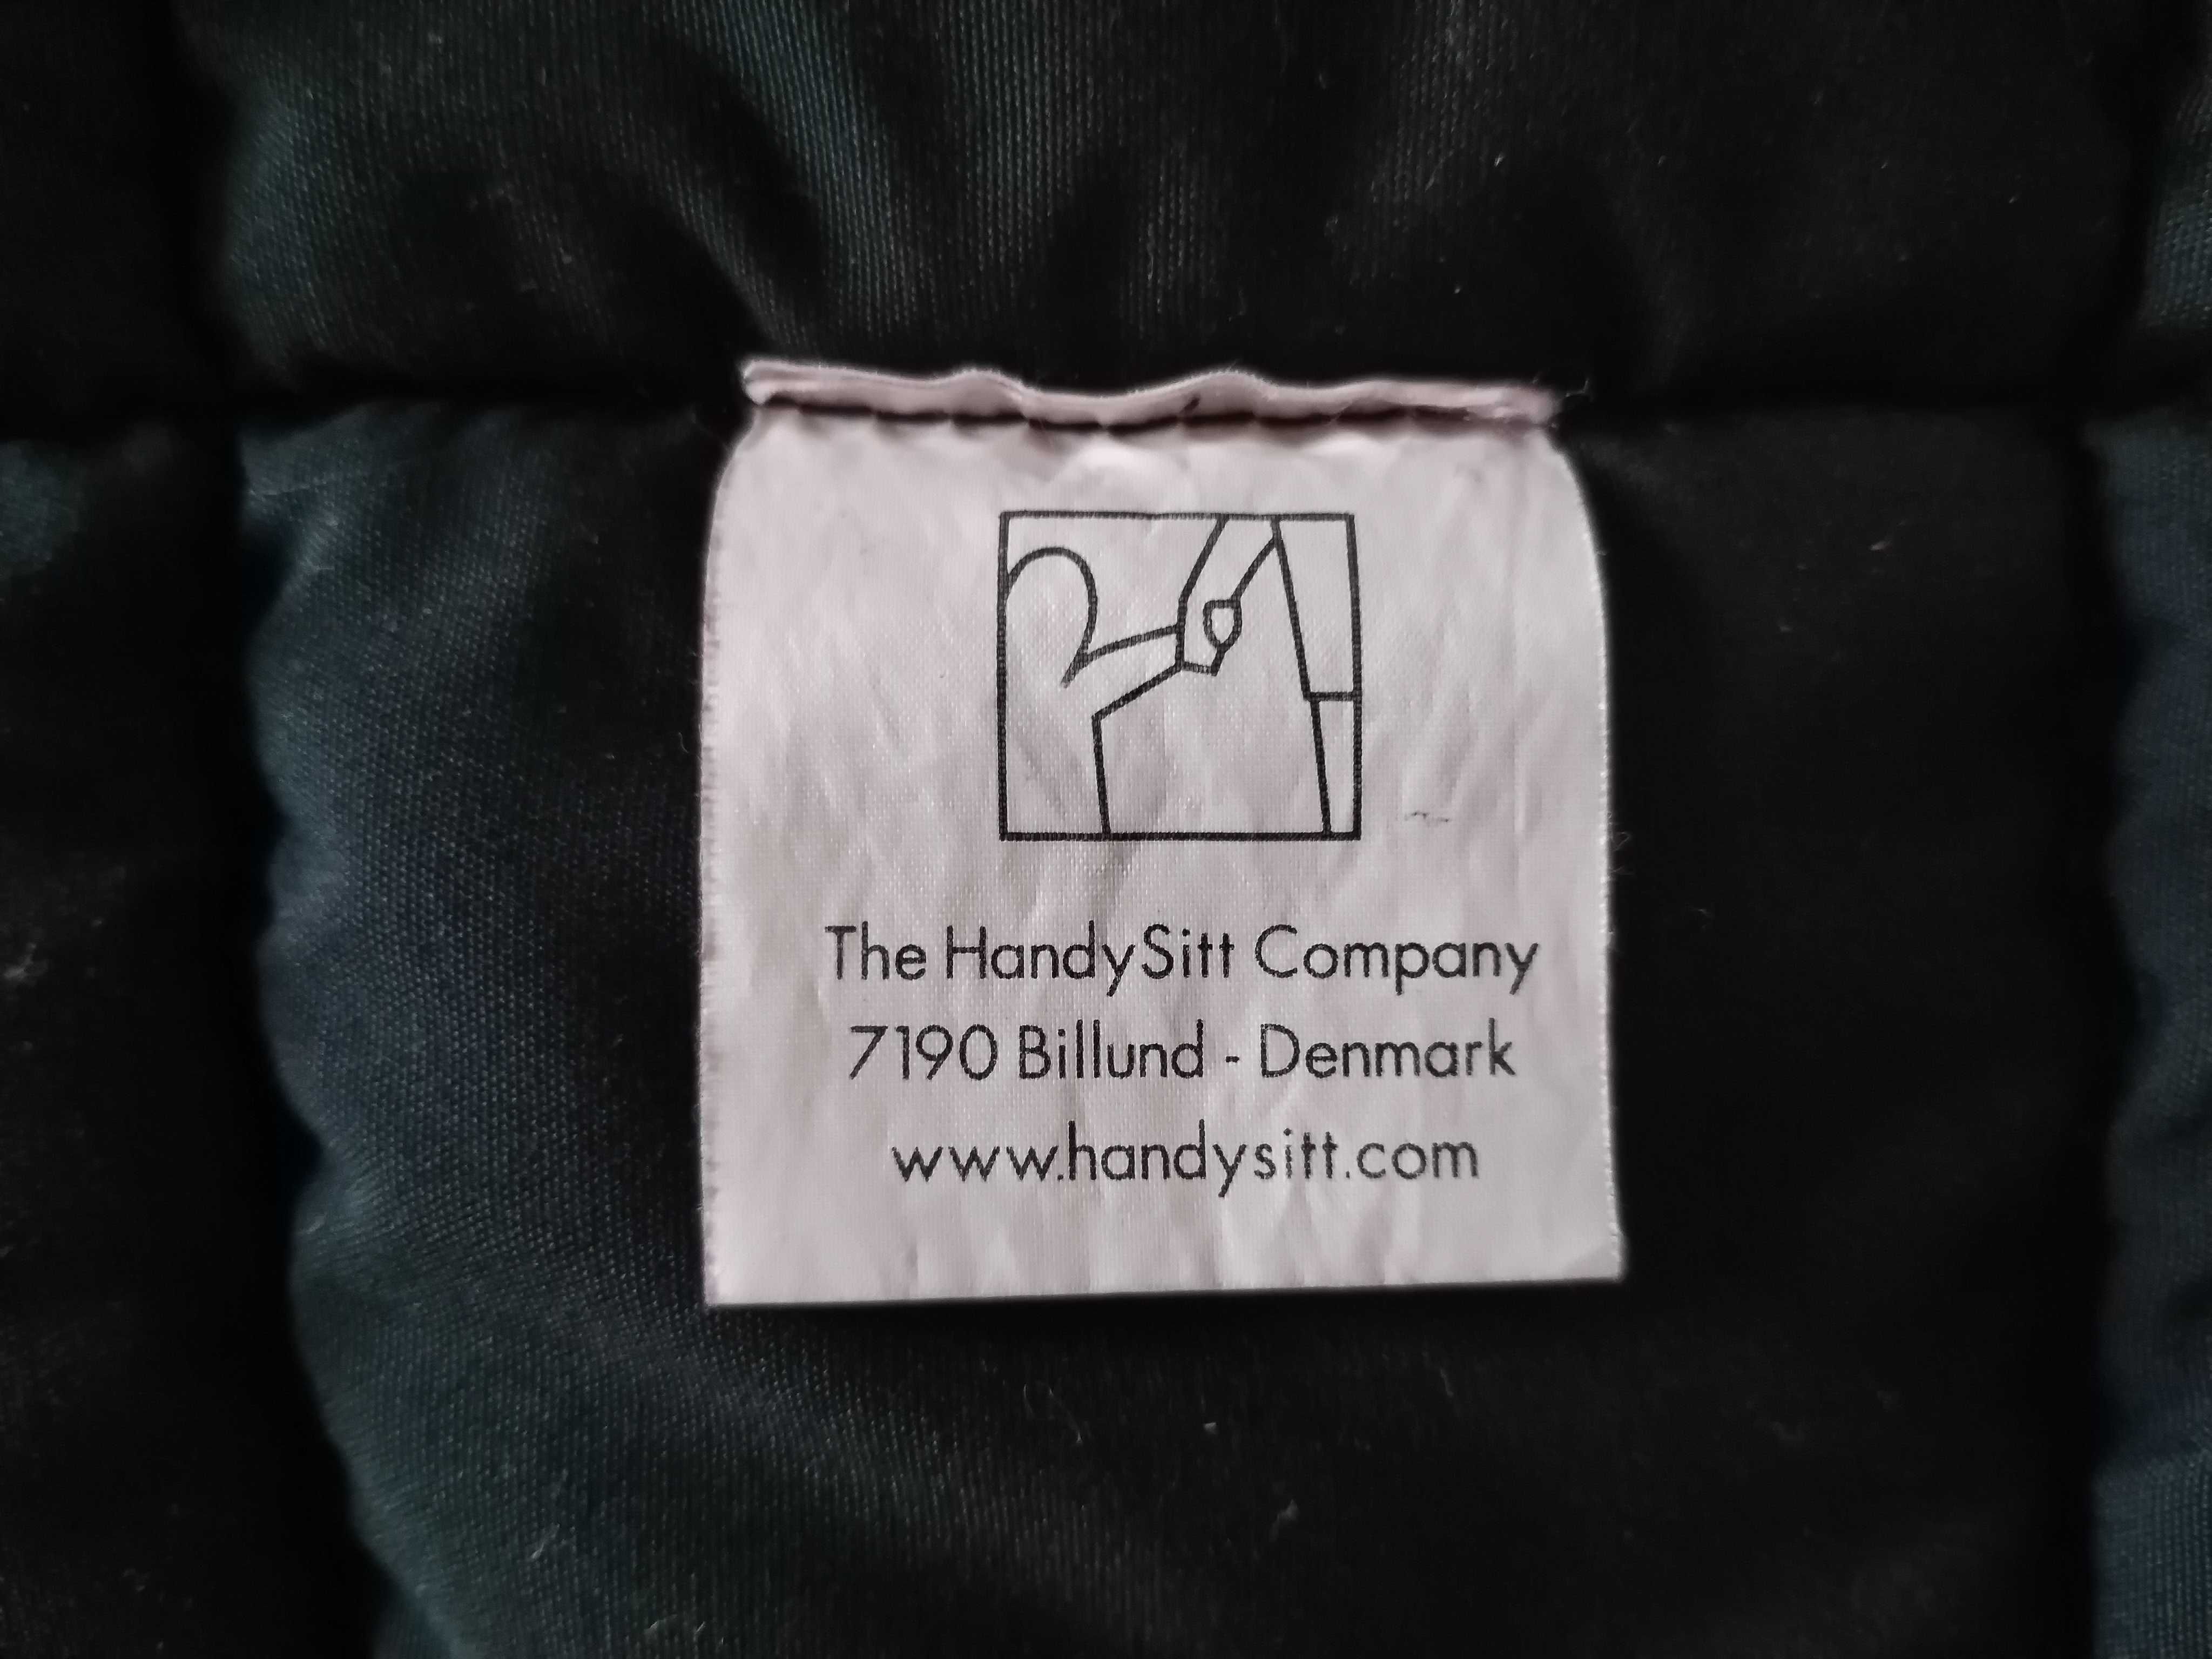 The HandySitt Company
7190 Billund - Denmark
www.handysitt.com